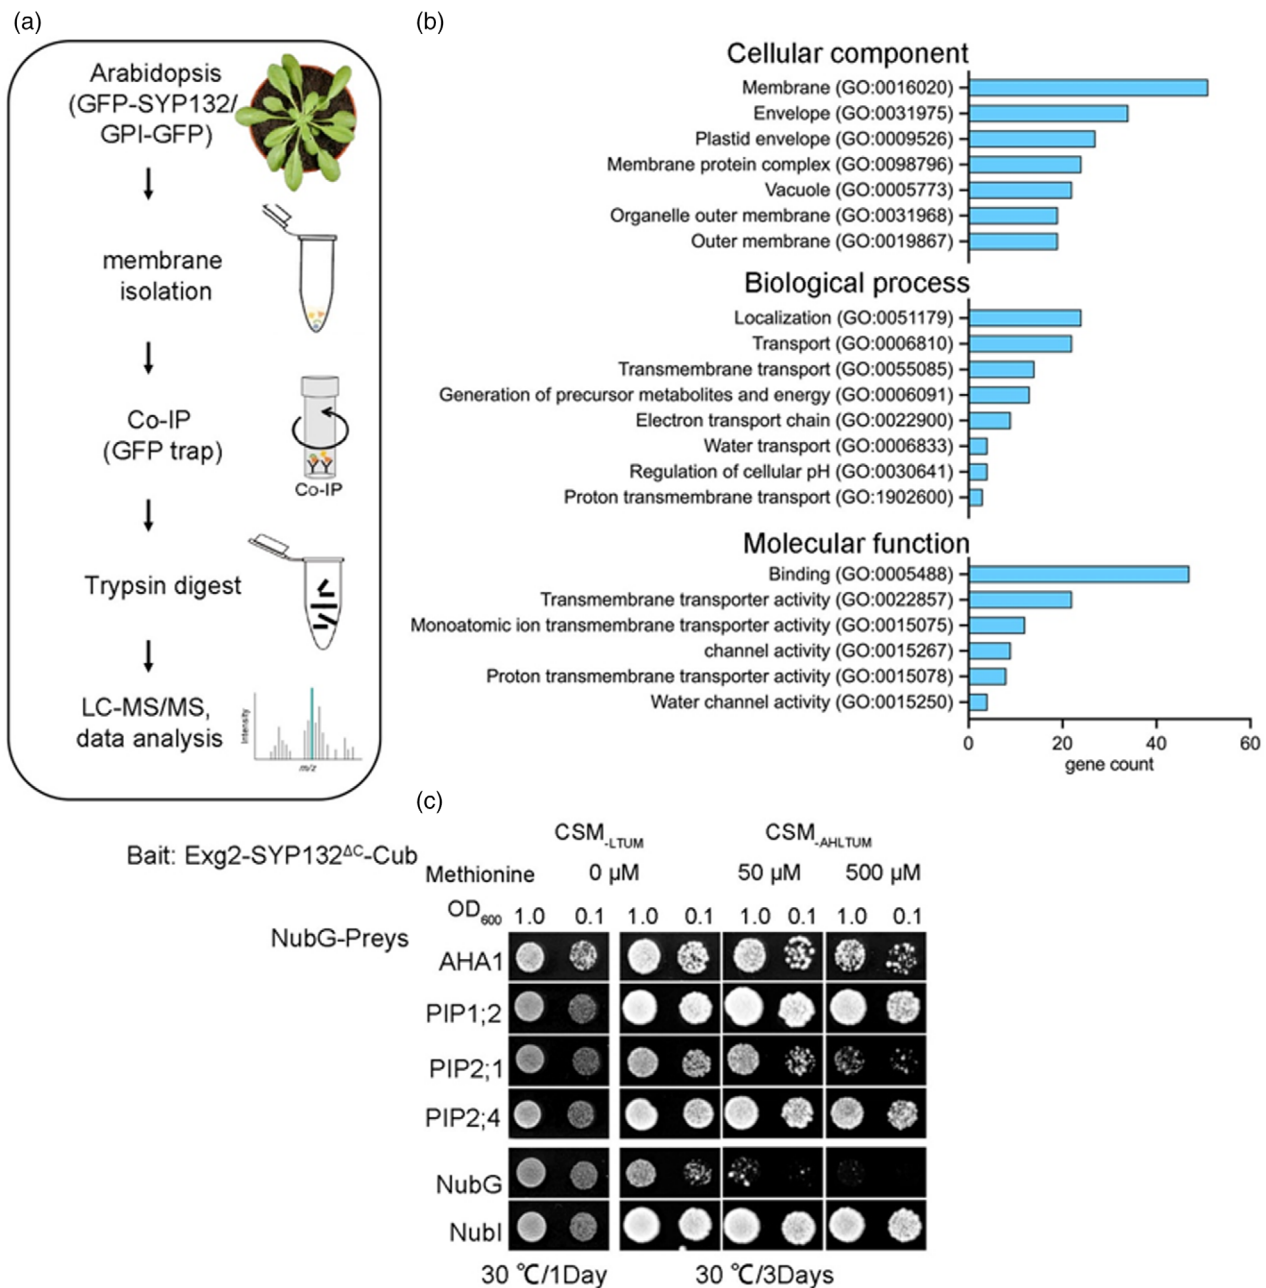 (a)
Arabidopsis
(GFP-SYP132/
GPI-GFP)
membrane
isolation
Co-IP
(GFP trap)
Co-IP
Trypsin digest
LC-MS/MS,
data analysis
Intensity
m/z
(b)
Cellular component
Membrane (GO:0016020)
Envelope (GO:0031975)
Plastid envelope (GO:0009526)
Membrane protein complex (GO:0098796)
Vacuole (GO:0005773)
Organelle outer membrane (GO:0031968)
Outer membrane (GO:0019867)
Biological process
Localization (GO:0051179)
Transport (GO:0006810)
Transmembrane transport (GO:0055085)
Generation of precursor metabolites and energy (GO:0006091)
Electron transport chain (GO:0022900)
Water transport (GO:0006833)
Regulation of cellular pH (GO:0030641)
Proton transmembrane transport (GO:1902600)
Molecular function
Binding (GO:0005488)
Transmembrane transporter activity (GO:0022857)
Monoatomic ion transmembrane transporter activity (GO:0015075)
channel activity (GO:0015267)
Proton transmembrane transporter activity (GO:0015078)
Water channel activity (GO:0015250)
0 20 40 60
gene count
(c)
CSM-LTUM CSM-AHLTUM
Bait: Exg2-SYP132ΔC-Cub
Methionine 0 µM 50 µM 500 µM
OD600 1.0 0.1 1.0 0.1 1.0 0.1 1.0 0.1
NubG-Preys
AHA1
PIP1;2
PIP2;1
PIP2;4
NubG
NubI
30 ℃/1Day 30 ℃/3Days